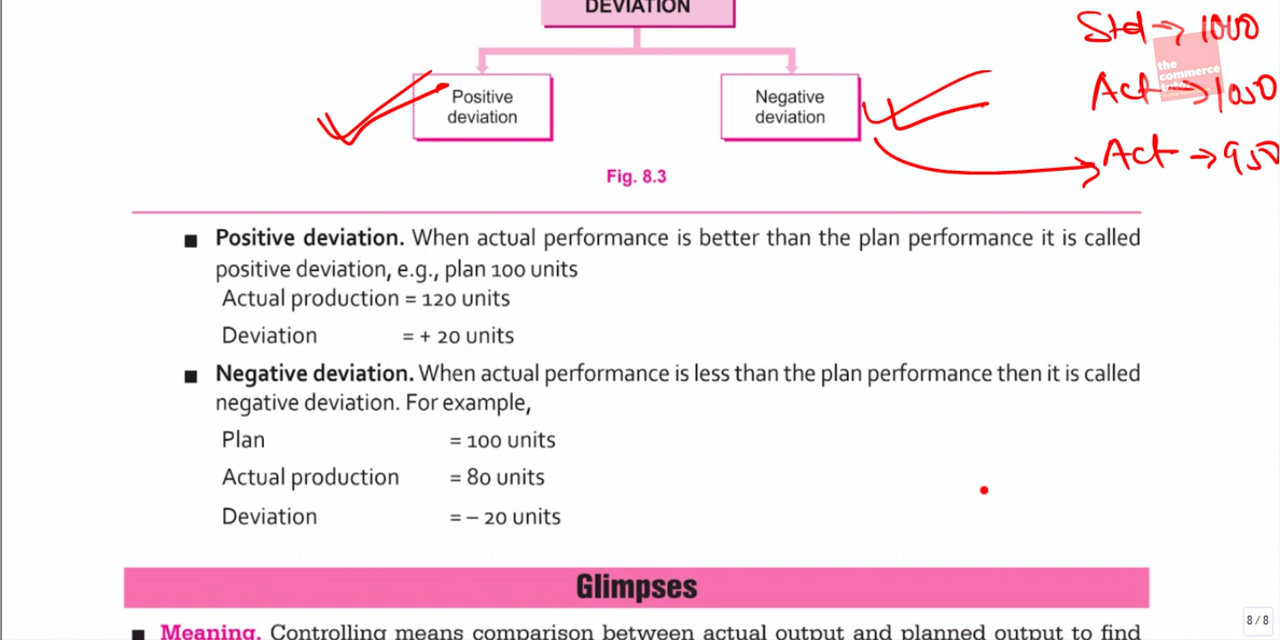 DEVIATION
Std → 1000
the
commerce
Act → 1050
Positive
deviation
Negative
deviation
Act → 950
Fig. 8.3
■ Positive deviation. When actual performance is better than the plan performance it is called
positive deviation, e.g., plan 100 units
Actual production = 120 units
Deviation = + 20 units
■ Negative deviation. When actual performance is less than the plan performance then it is called
negative deviation. For example,
Plan = 100 units
Actual production = 80 units
Deviation = – 20 units
Glimpses
■ Meaning. Controlling means comparison between actual output and planned output to find
8 / 8